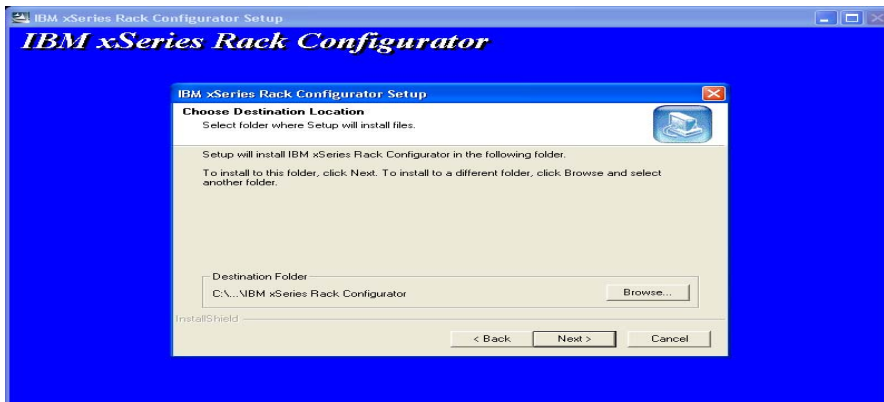 IBM xSeries Rack Configurator Setup
IBM xSeries Rack Configurator
IBM xSeries Rack Configurator Setup
Choose Destination Location
Select folder where Setup will install files.
Setup will install IBM xSeries Rack Configurator in the following folder.
To install to this folder, click Next. To install to a different folder, click Browse and select
another folder.
Destination Folder
C:\...\IBM xSeries Rack Configurator
Browse...
InstallShield
< Back
Next >
Cancel